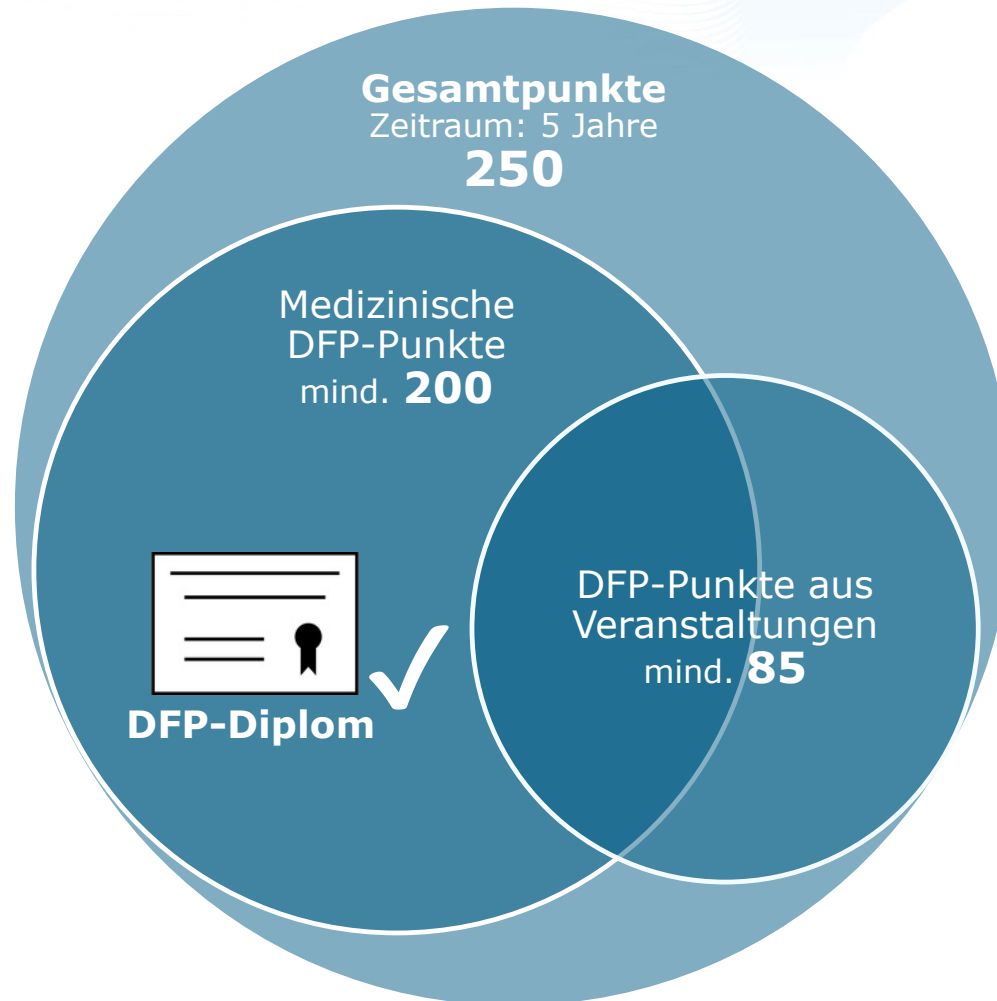 Gesamtpunkte
Zeitraum: 5 Jahre
250
Medizinische
DFP-Punkte
mind. 200
DFP-Punkte aus
Veranstaltungen
mind. 85
DFP-Diplom